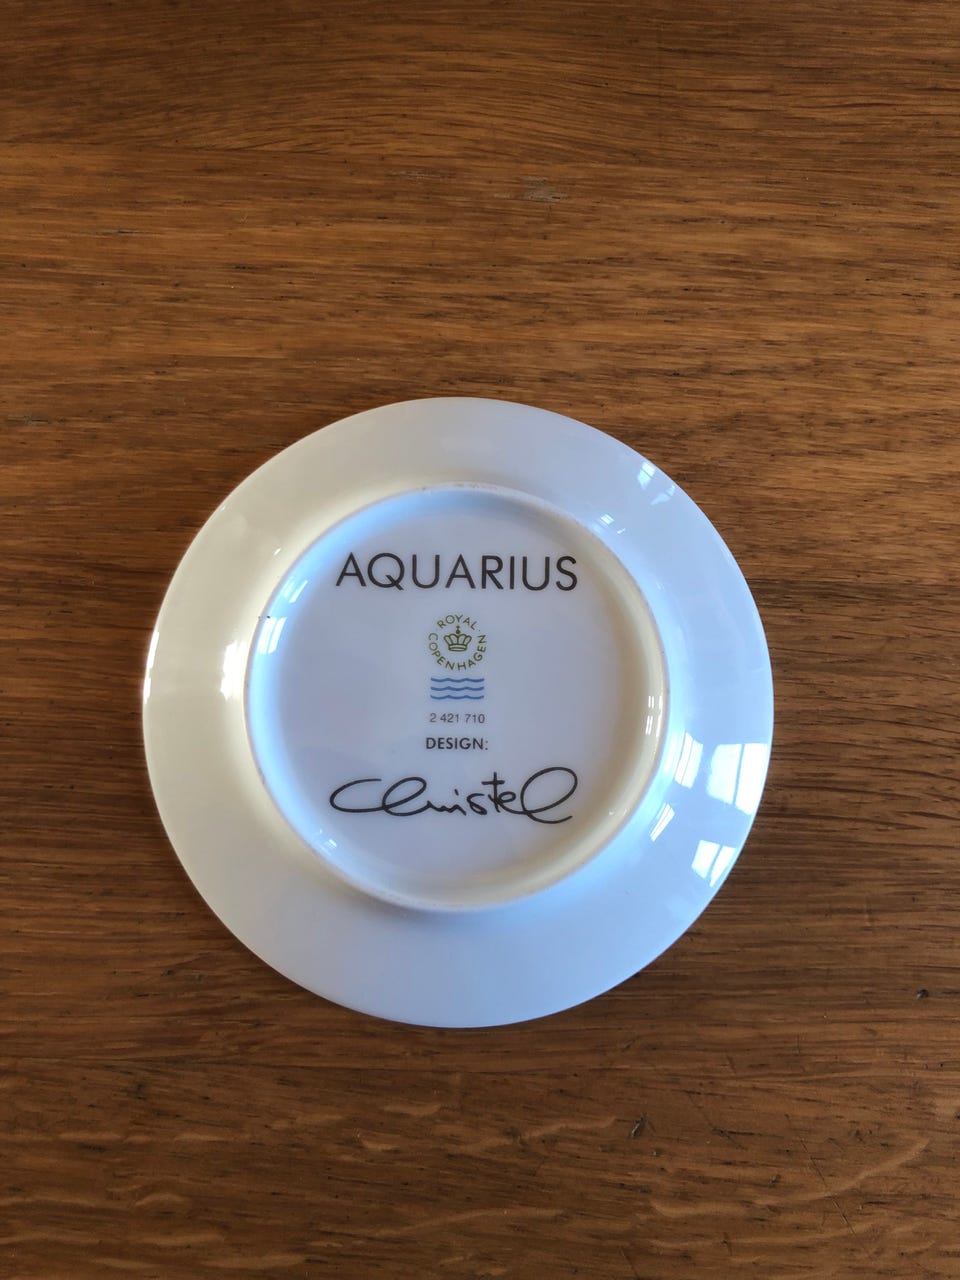 AQUARIUS
ROYAL
COPENHAGEN
2 421 710
DESIGN:
Christel